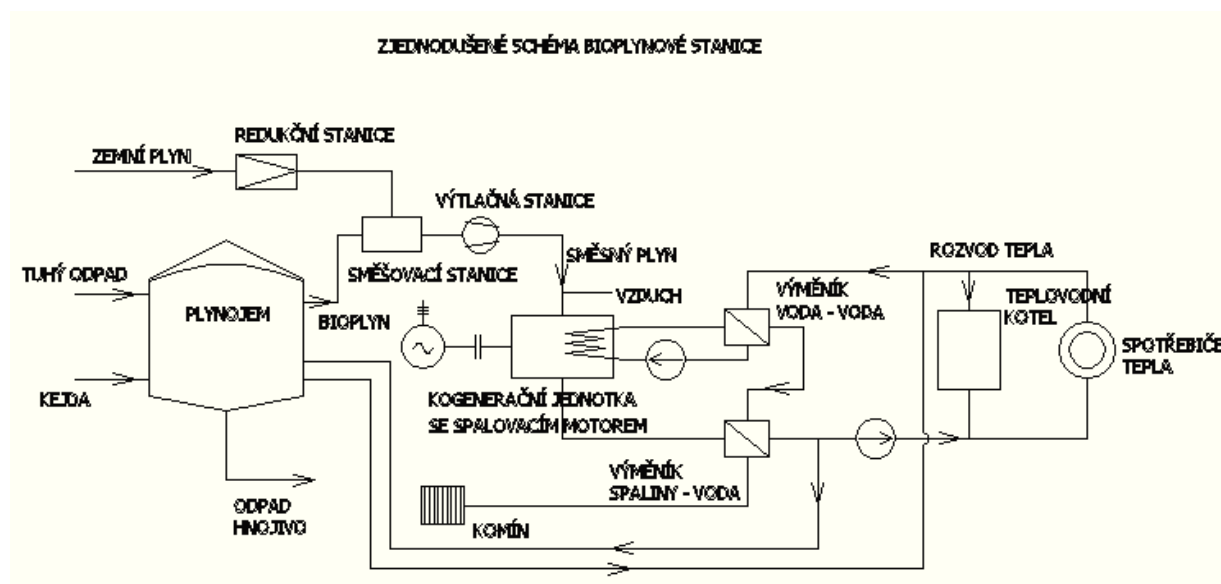 ZJEDNODUŠENÉ SCHÉMA BIOPLYNOVÉ STANICE
REDUKČNÍ STANICE
ZEMNÍ PLYN
VÝTLAČNÁ STANICE
SMĚSNÝ PLYN
ROZVOD TEPLA
TUHÝ ODPAD
SMĚŠOVACÍ STANICE
VZDUCH
VÝMĚNÍK
VODA - VODA
TEPLOVODNÍ
KOTEL
PLYNOJEM
BIOPLYN
SPOTŘEBIČE
TEPLA
KEJDA
KOGENERAČNÍ JEDNOTKA
SE SPALOVACÍM MOTOREM
VÝMĚNÍK
SPALINY - VODA
ODPAD
HNOJIVO
KOMÍN